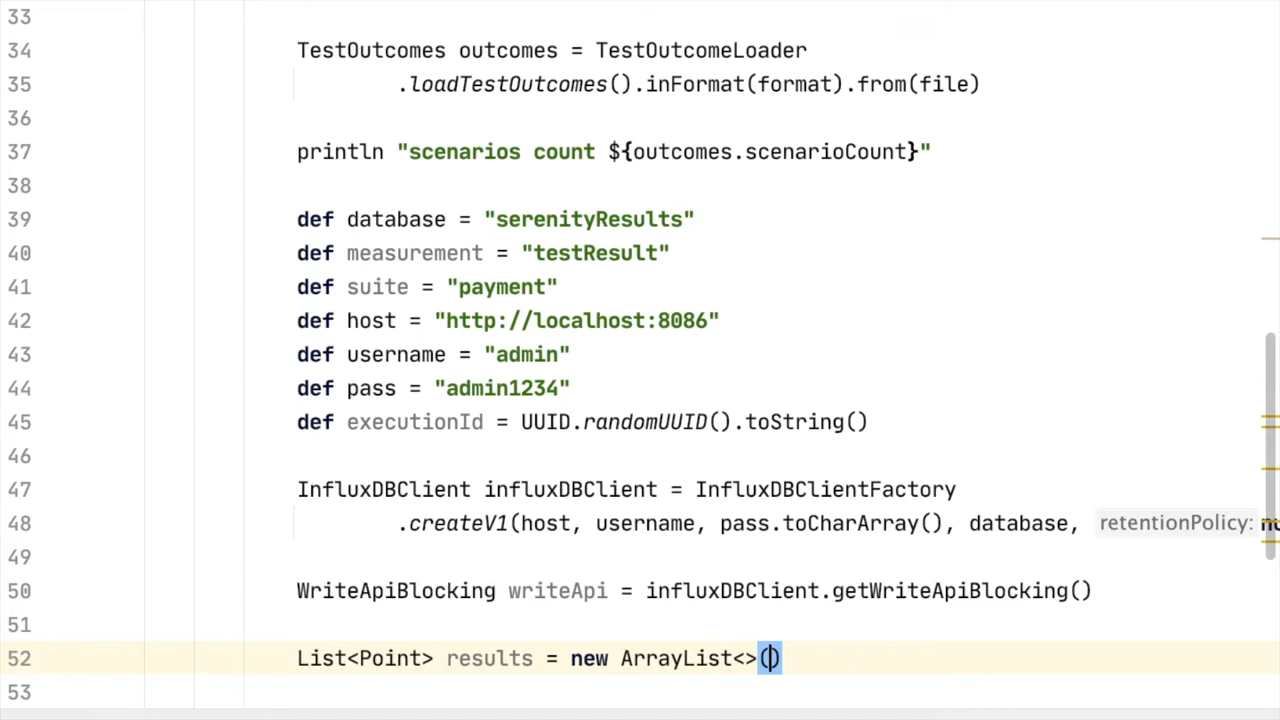 33
34 TestOutcomes outcomes = TestOutcomeLoader
35 .loadTestOutcomes().inFormat(format).from(file)
36
37 println "scenarios count ${outcomes.scenarioCount}"
38
39 def database = "serenityResults"
40 def measurement = "testResult"
41 def suite = "payment"
42 def host = "http://localhost:8086"
43 def username = "admin"
44 def pass = "admin1234"
45 def executionId = UUID.randomUUID().toString()
46
47 InfluxDBClient influxDBClient = InfluxDBClientFactory
48 .createV1(host, username, pass.toCharArray(), database, retentionPolicy:
49
50 WriteApiBlocking writeApi = influxDBClient.getWriteApiBlocking()
51
52 List<Point> results = new ArrayList<>()
53